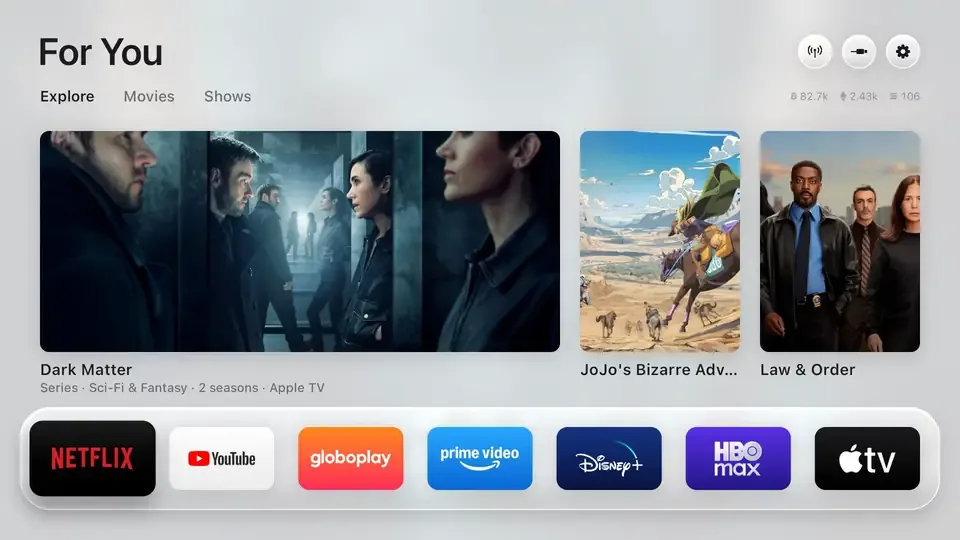 For You
Explore
Movies
Shows
82.7k
2.43k
106
Dark Matter
Series · Sci-Fi & Fantasy · 2 seasons · Apple TV
JoJo's Bizarre Adv...
Law & Order
NETFLIX
YouTube
globoplay
prime video
Disney+
HBO
max
tv